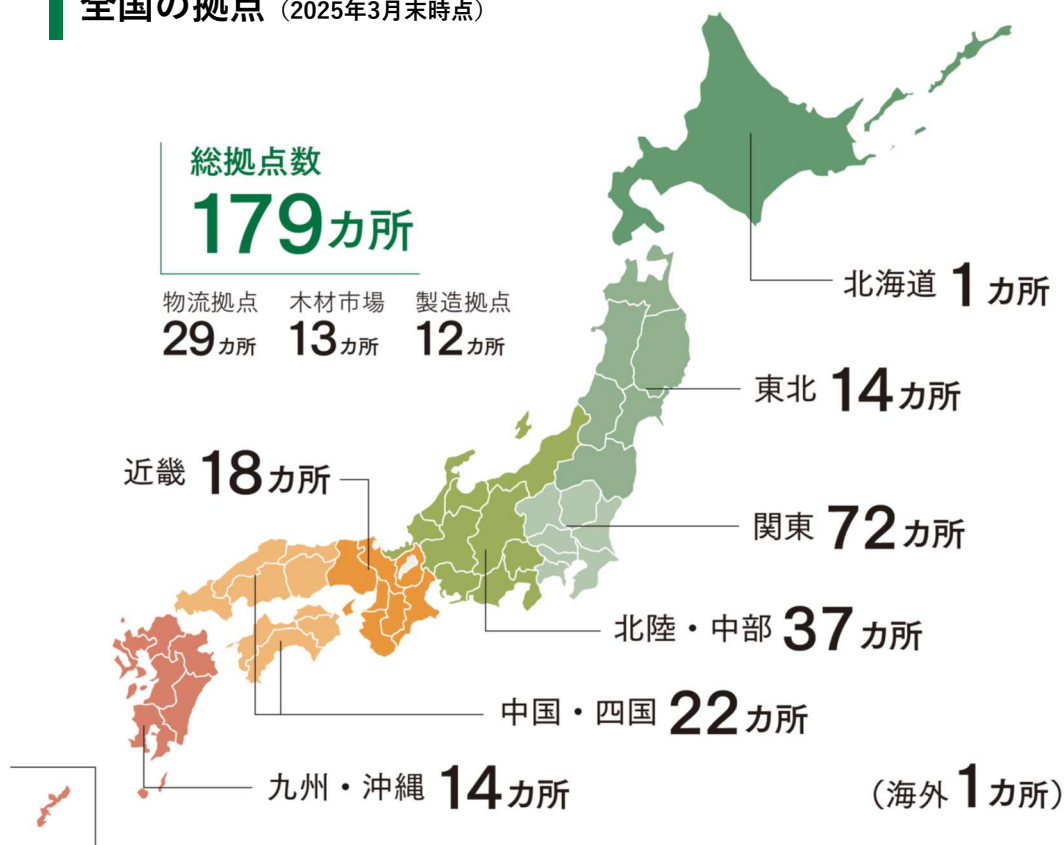 全国の拠点（2025年3月末時点）
総拠点数
179カ所
物流拠点 木材市場 製造拠点
29カ所 13カ所 12カ所
北海道 1カ所
東北 14カ所
近畿 18カ所
関東 72カ所
北陸・中部 37カ所
中国・四国 22カ所
九州・沖縄 14カ所
（海外 1カ所）